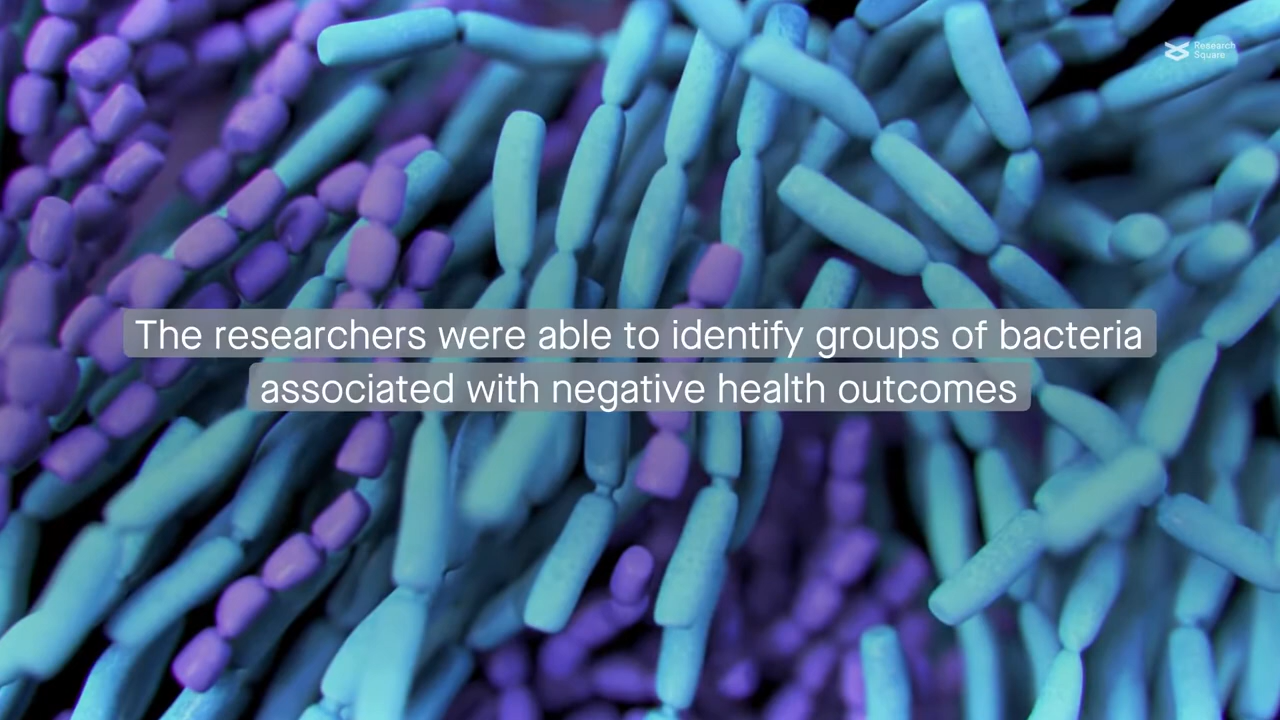 Research
Square
The researchers were able to identify groups of bacteria
associated with negative health outcomes